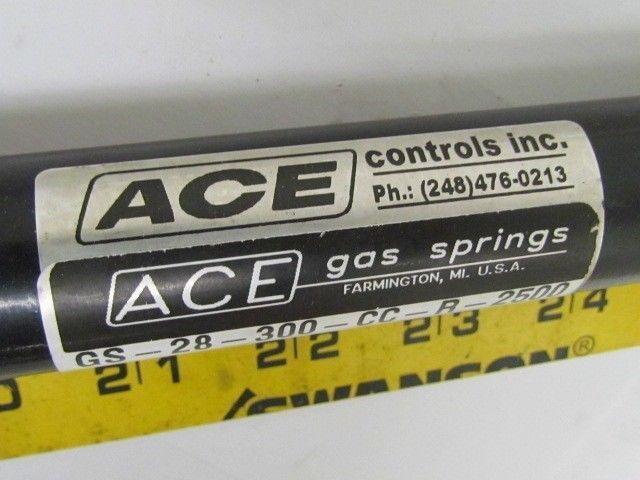 ACE controls inc.
Ph.: (248)476-0213
ACE gas springs
FARMINGTON, MI. U.S.A.
GS-28-300-CC-R-2500
0 21 22 23 24
SWANSON®